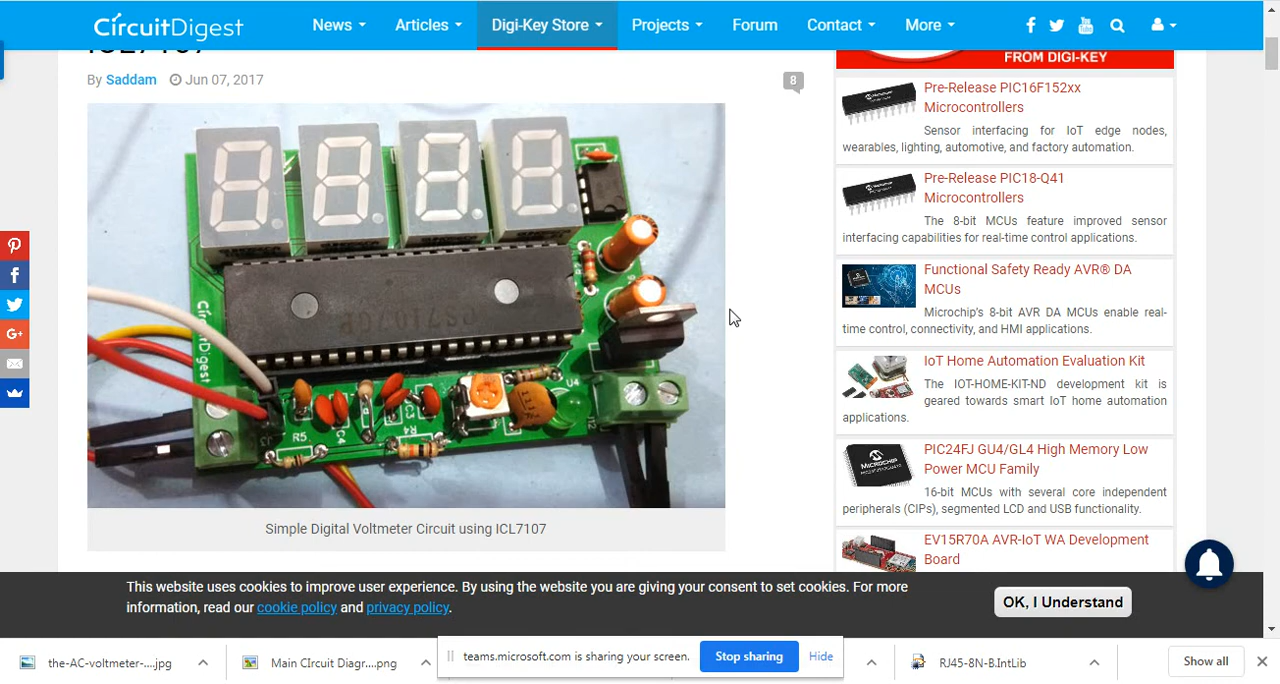 CIRCUITDIGEST
News
Articles
Digi-Key Store
Projects
Forum
Contact
More
By Saddam Jun 07, 2017
8
FROM DIGI-KEY
Pre-Release PIC16F152xx
Microcontrollers
Sensor interfacing for IoT edge nodes,
wearables, lighting, automotive, and factory automation.
Pre-Release PIC18-Q41
Microcontrollers
The 8-bit MCUs feature improved sensor
interfacing capabilities for real-time control applications.
Functional Safety Ready AVR® DA
MCUs
Microchip's 8-bit AVR DA MCUs enable real-
time control, connectivity, and HMI applications.
IoT Home Automation Evaluation Kit
The IOT-HOME-KIT-ND development kit is
geared towards smart IoT home automation
applications.
PIC24FJ GU4/GL4 High Memory Low
Power MCU Family
16-bit MCUs with several core independent
peripherals (CIPs), segmented LCD and USB functionality.
EV15R70A AVR-IoT WA Development
Board
CircuitDigest
R5
C4
R4
C3
U4
J3
Simple Digital Voltmeter Circuit using ICL7107
This website uses cookies to improve user experience. By using the website you are giving your consent to set cookies. For more
information, read our cookie policy and privacy policy.
OK, I Understand
the-AC-voltmeter-....jpg
Main CIrcuit Diagr....png
teams.microsoft.com is sharing your screen.
Stop sharing
Hide
RJ45-8N-B.IntLib
Show all